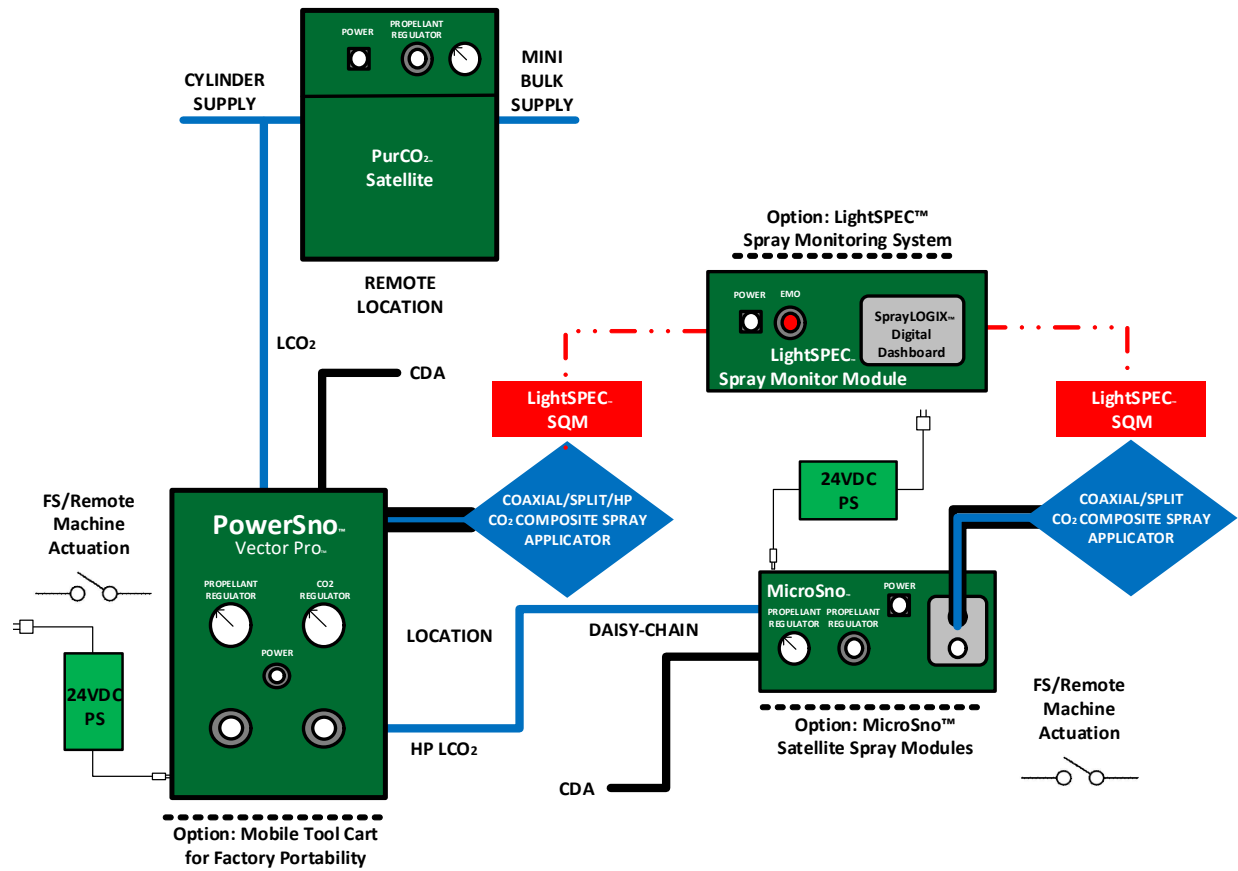 POWER
PROPELLANT
REGULATOR
CYLINDER
SUPPLY
MINI
BULK
SUPPLY
PurCO₂™
Satellite
REMOTE
LOCATION
LCO₂
CDA
Option: LightSPEC™
Spray Monitoring System
POWER
EMO
SprayLOGIX™
Digital
Dashboard
LightSPEC™
Spray Monitor Module
LightSPEC™
SQM
LightSPEC™
SQM
COAXIAL/SPLIT/HP
CO₂ COMPOSITE SPRAY
APPLICATOR
24VDC
PS
COAXIAL/SPLIT
CO₂ COMPOSITE SPRAY
APPLICATOR
FS/Remote
Machine
Actuation
PowerSno™
Vector Pro™
PROPELLANT
REGULATOR
CO2
REGULATOR
POWER
24VDC
PS
LOCATION
DAISY-CHAIN
HP LCO₂
MicroSno™
POWER
PROPELLANT
REGULATOR
PROPELLANT
REGULATOR
Option: MicroSno™
Satellite Spray Modules
CDA
FS/Remote
Machine
Actuation
Option: Mobile Tool Cart
for Factory Portability